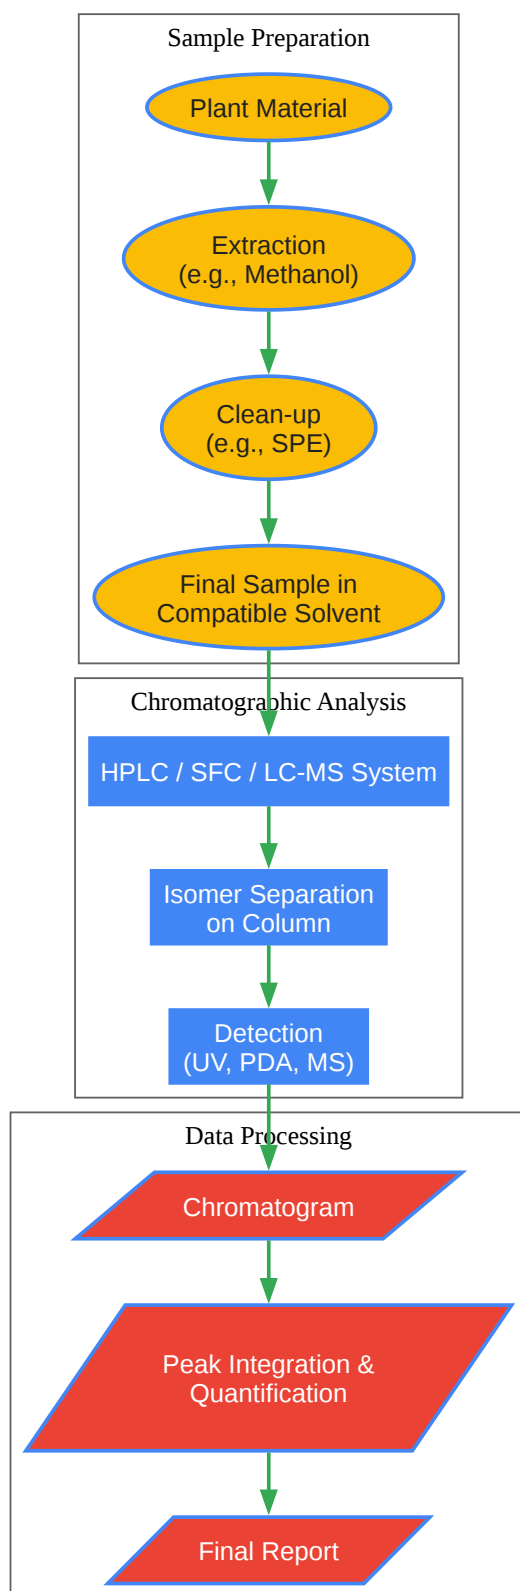 Sample Preparation
Plant Material
Extraction
(e.g., Methanol)
Clean-up
(e.g., SPE)
Final Sample in
Compatible Solvent
Chromatographic Analysis
HPLC / SFC / LC-MS System
Isomer Separation
on Column
Detection
(UV, PDA, MS)
Data Processing
Chromatogram
Peak Integration &
Quantification
Final Report